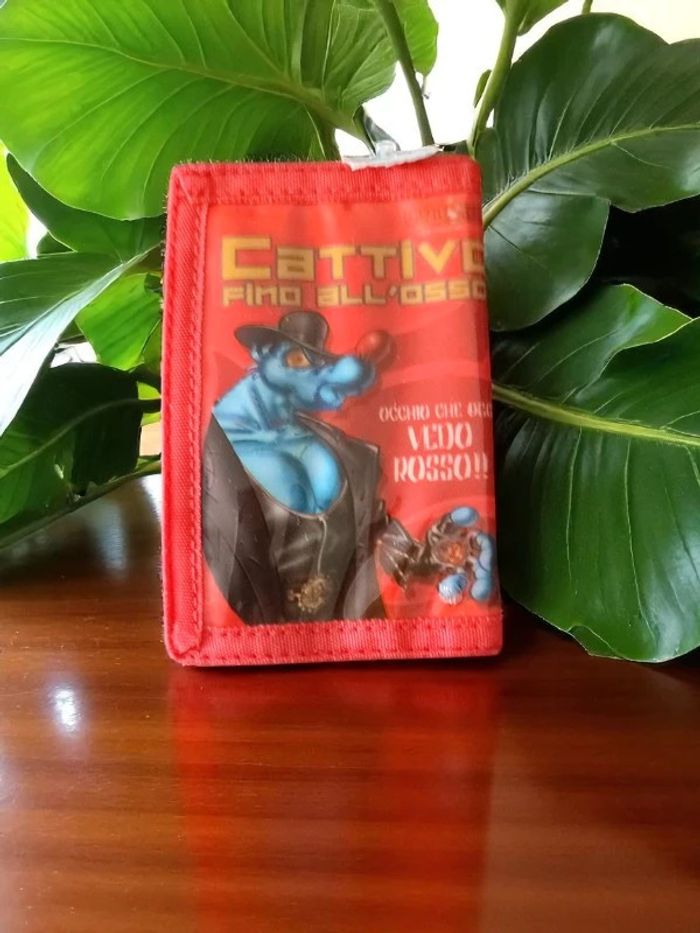 CATTIVO
FINO ALL'OSSO
OCCHIO CHE
VEDO
ROSSO!!